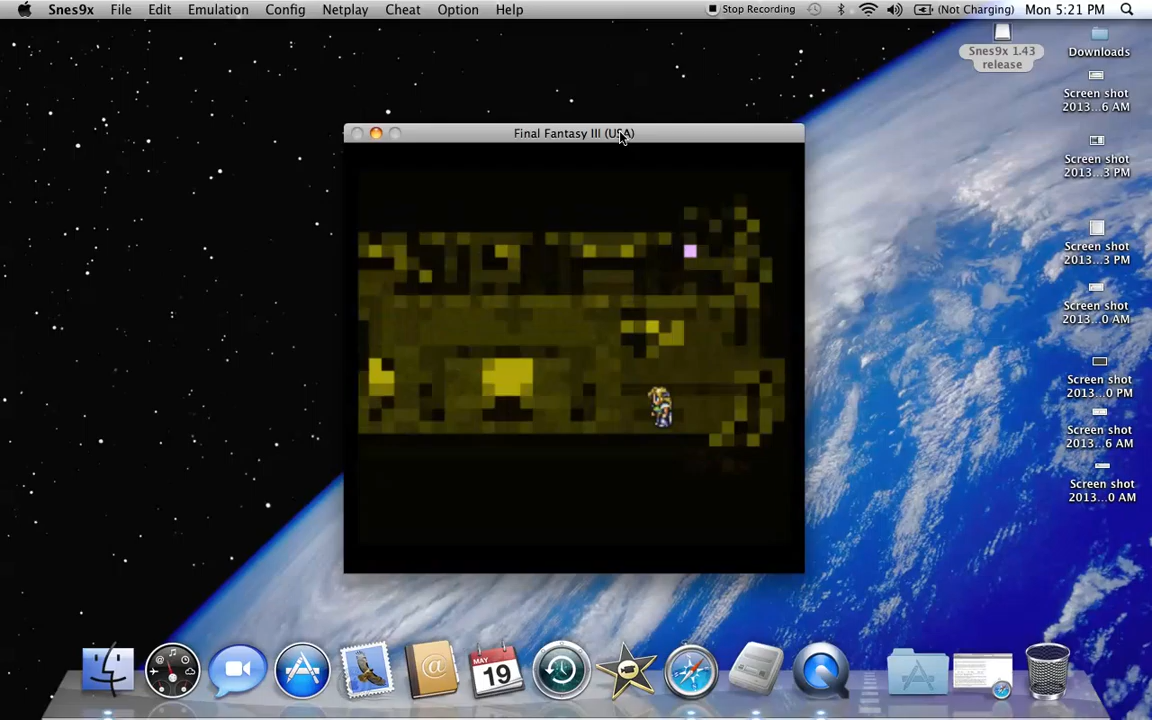 Snes9x File Edit Emulation Config Netplay Cheat Option Help Stop Recording (Not Charging) Mon 5:21 PM
Snes9x 1.43
release
Downloads
Screen shot
2013...6 AM
Screen shot
2013...3 PM
Screen shot
2013...3 PM
Screen shot
2013...0 AM
Screen shot
2013...0 PM
Screen shot
2013...6 AM
Screen shot
2013...0 AM
Final Fantasy III (USA)
MAY
19